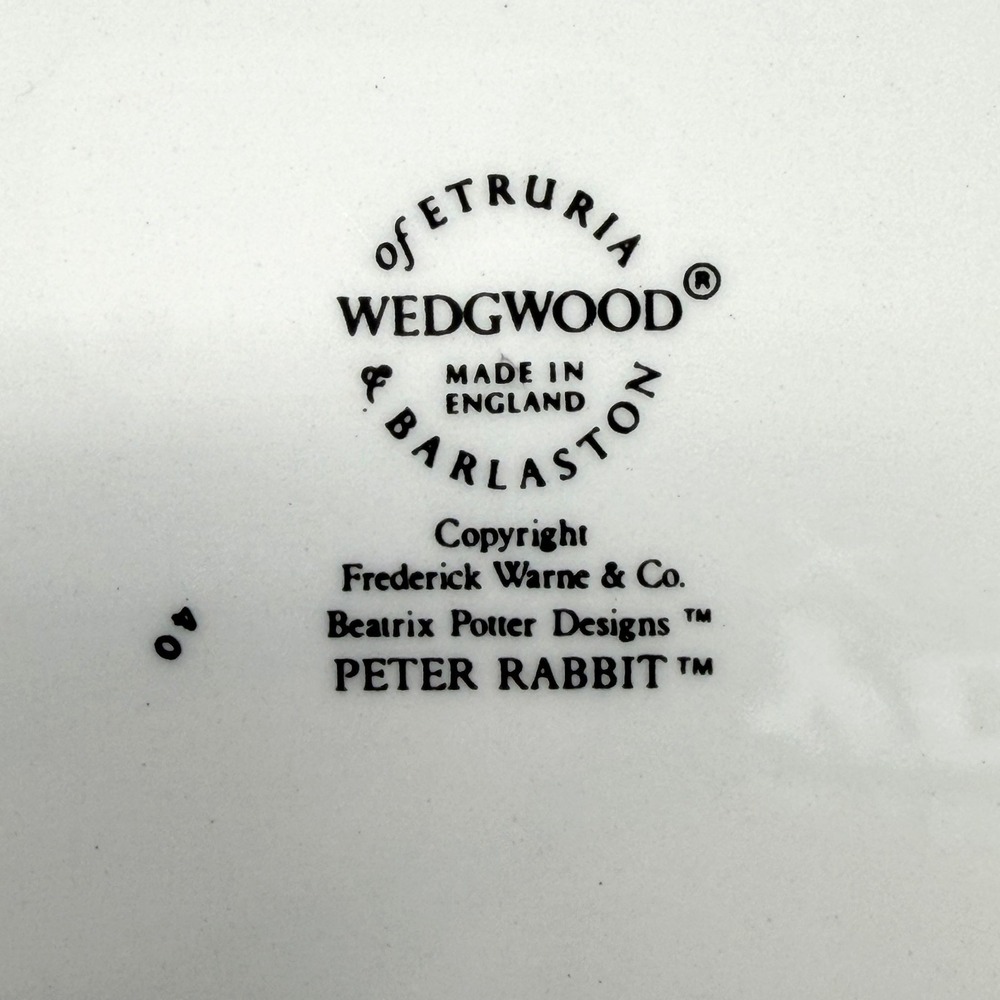 of ETRURIA
WEDGWOOD®
MADE IN
ENGLAND
& BARLASTON
Copyright
Frederick Warne & Co.
Beatrix Potter Designs ™
PETER RABBIT ™
40